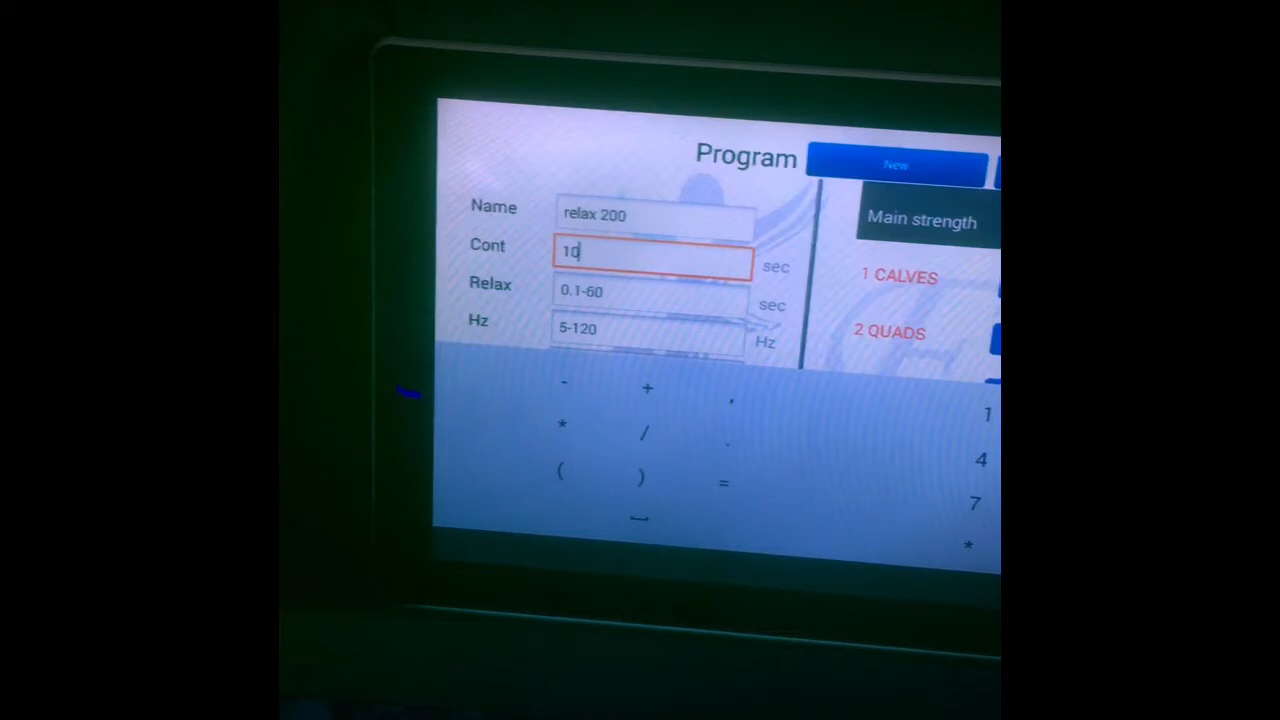 Program New
Name relax 200
Main strength
Cont 10 sec
1 CALVES
Relax 0.1-60 sec
2 QUADS
Hz 5-120 Hz
- + , 1
* / . 4
( ) = 7
*